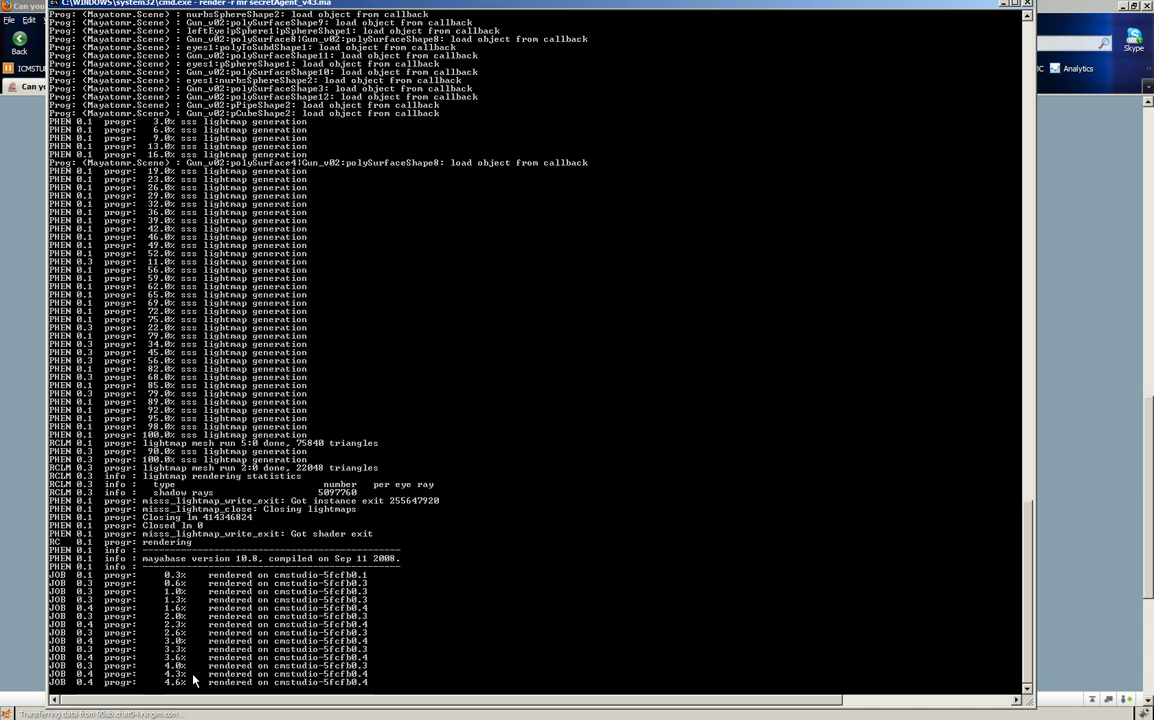 C:\WINDOWS\system32\cmd.exe - render -r mr secretAgent_v43.ma
Can you
File Edit
Back
ICMSTU
Can y
Skype
Analytics
Prog: (Mayatomr.Scene) : nurbsSphereShape2: load object from callback
Prog: (Mayatomr.Scene) : Gun_v02:polySurfaceShape9: load object from callback
Prog: (Mayatomr.Scene) : leftEye|pSphere1|pSphereShape1: load object from callback
Prog: (Mayatomr.Scene) : Gun_v02:polySurface8|Gun_v02:polySurfaceShape8: load object from callback
Prog: (Mayatomr.Scene) : eyes1:polyToSubdShape1: load object from callback
Prog: (Mayatomr.Scene) : Gun_v02:polySurfaceShape11: load object from callback
Prog: (Mayatomr.Scene) : eyes1:pSphereShape1: load object from callback
Prog: (Mayatomr.Scene) : Gun_v02:polySurfaceShape10: load object from callback
Prog: (Mayatomr.Scene) : eyes1:nurbsSphereShape2: load object from callback
Prog: (Mayatomr.Scene) : Gun_v02:polySurfaceShape3: load object from callback
Prog: (Mayatomr.Scene) : Gun_v02:polySurfaceShape12: load object from callback
Prog: (Mayatomr.Scene) : Gun_v02:pPipeShape2: load object from callback
Prog: (Mayatomr.Scene) : Gun_v02:pCubeShape2: load object from callback
PHEN 0.1 progr: 3.0% sss lightmap generation
PHEN 0.1 progr: 6.0% sss lightmap generation
PHEN 0.1 progr: 9.0% sss lightmap generation
PHEN 0.1 progr: 13.0% sss lightmap generation
PHEN 0.1 progr: 16.0% sss lightmap generation
Prog: (Mayatomr.Scene) : Gun_v02:polySurface4|Gun_v02:polySurfaceShape8: load object from callback
PHEN 0.1 progr: 19.0% sss lightmap generation
PHEN 0.1 progr: 23.0% sss lightmap generation
PHEN 0.1 progr: 26.0% sss lightmap generation
PHEN 0.1 progr: 29.0% sss lightmap generation
PHEN 0.1 progr: 32.0% sss lightmap generation
PHEN 0.1 progr: 36.0% sss lightmap generation
PHEN 0.1 progr: 39.0% sss lightmap generation
PHEN 0.1 progr: 42.0% sss lightmap generation
PHEN 0.1 progr: 46.0% sss lightmap generation
PHEN 0.1 progr: 49.0% sss lightmap generation
PHEN 0.1 progr: 52.0% sss lightmap generation
PHEN 0.3 progr: 11.0% sss lightmap generation
PHEN 0.1 progr: 56.0% sss lightmap generation
PHEN 0.1 progr: 59.0% sss lightmap generation
PHEN 0.1 progr: 62.0% sss lightmap generation
PHEN 0.1 progr: 65.0% sss lightmap generation
PHEN 0.1 progr: 69.0% sss lightmap generation
PHEN 0.1 progr: 72.0% sss lightmap generation
PHEN 0.1 progr: 75.0% sss lightmap generation
PHEN 0.3 progr: 22.0% sss lightmap generation
PHEN 0.1 progr: 79.0% sss lightmap generation
PHEN 0.3 progr: 34.0% sss lightmap generation
PHEN 0.3 progr: 45.0% sss lightmap generation
PHEN 0.3 progr: 56.0% sss lightmap generation
PHEN 0.1 progr: 82.0% sss lightmap generation
PHEN 0.3 progr: 68.0% sss lightmap generation
PHEN 0.1 progr: 85.0% sss lightmap generation
PHEN 0.3 progr: 79.0% sss lightmap generation
PHEN 0.1 progr: 89.0% sss lightmap generation
PHEN 0.1 progr: 92.0% sss lightmap generation
PHEN 0.1 progr: 95.0% sss lightmap generation
PHEN 0.1 progr: 98.0% sss lightmap generation
PHEN 0.1 progr: 100.0% sss lightmap generation
RCLM 0.1 progr: lightmap mesh run 5:0 done, 75840 triangles
PHEN 0.3 progr: 90.0% sss lightmap generation
PHEN 0.3 progr: 100.0% sss lightmap generation
RCLM 0.3 progr: lightmap mesh run 2:0 done, 22048 triangles
RCLM 0.3 info : lightmap rendering statistics
RCLM 0.3 info : type number per eye ray
RCLM 0.3 info : shadow rays 5097760
PHEN 0.1 progr: misss_lightmap_write_exit: Got instance exit 255647920
PHEN 0.1 progr: misss_lightmap_close: Closing lightmaps
PHEN 0.1 progr: Closing lm 414346824
PHEN 0.1 progr: Closed lm 0
PHEN 0.1 progr: misss_lightmap_write_exit: Got shader exit
RC 0.1 progr: rendering
PHEN 0.1 info : ------------------------------------------------
PHEN 0.1 info : mayabase version 10.8, compiled on Sep 11 2008.
PHEN 0.1 info : ------------------------------------------------
JOB 0.1 progr: 0.3% rendered on cmstudio-5fcfb0.1
JOB 0.3 progr: 0.6% rendered on cmstudio-5fcfb0.3
JOB 0.3 progr: 1.0% rendered on cmstudio-5fcfb0.3
JOB 0.3 progr: 1.3% rendered on cmstudio-5fcfb0.3
JOB 0.4 progr: 1.6% rendered on cmstudio-5fcfb0.4
JOB 0.3 progr: 2.0% rendered on cmstudio-5fcfb0.3
JOB 0.4 progr: 2.3% rendered on cmstudio-5fcfb0.4
JOB 0.3 progr: 2.6% rendered on cmstudio-5fcfb0.3
JOB 0.4 progr: 3.0% rendered on cmstudio-5fcfb0.4
JOB 0.3 progr: 3.3% rendered on cmstudio-5fcfb0.3
JOB 0.4 progr: 3.6% rendered on cmstudio-5fcfb0.4
JOB 0.3 progr: 4.0% rendered on cmstudio-5fcfb0.3
JOB 0.4 progr: 4.3% rendered on cmstudio-5fcfb0.4
JOB 0.4 progr: 4.6% rendered on cmstudio-5fcfb0.4
Transferring data from